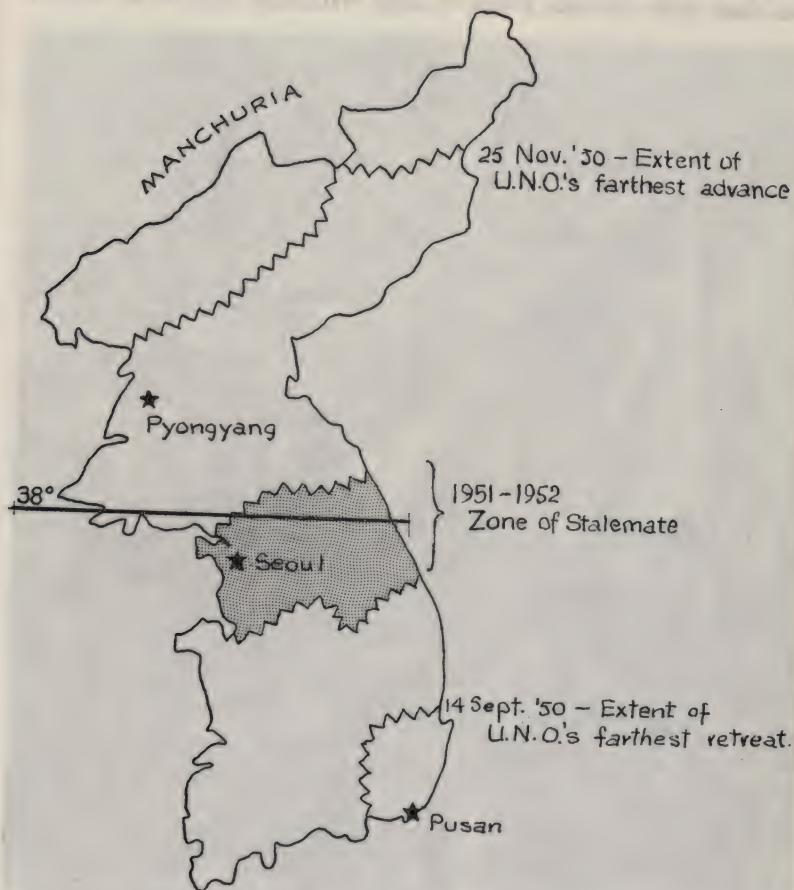 MANCHURIA
25 Nov. '50 – Extent of
U.N.O.'s farthest advance
Pyongyang
38°
1951–1952
Zone of Stalemate
Seoul
14 Sept. '50 – Extent of
U.N.O.'s farthest retreat.
Pusan